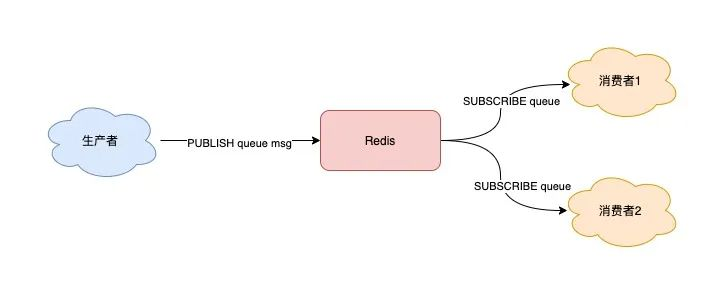 生产者
PUBLISH queue msg
Redis
SUBSCRIBE queue
消费者1
SUBSCRIBE queue
消费者2